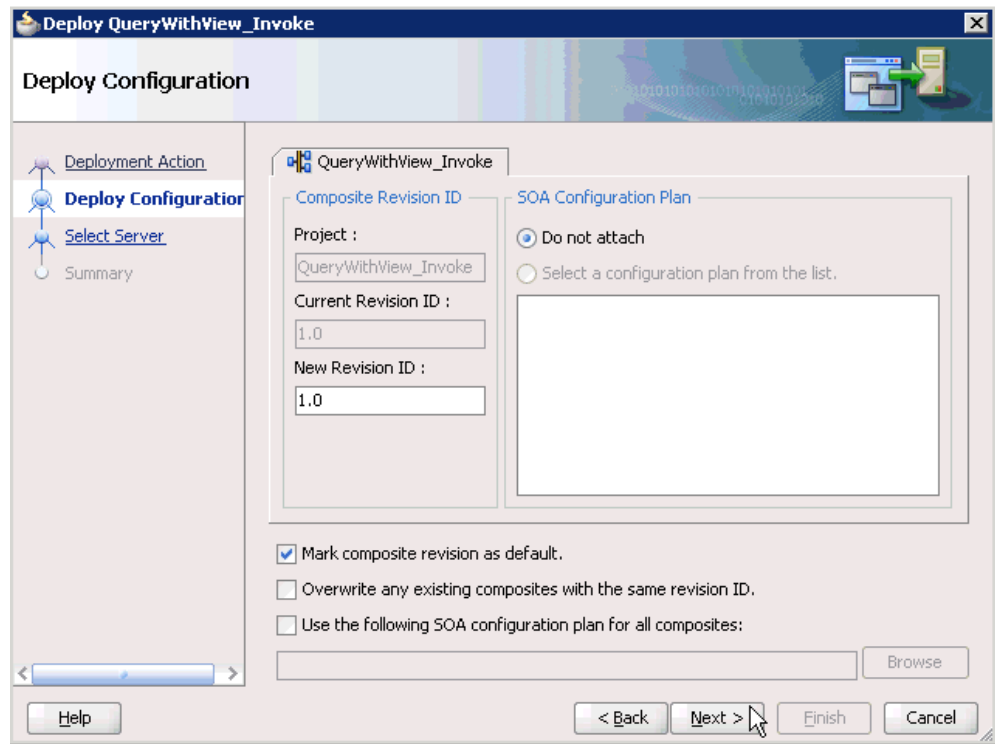 Deploy QueryWithView_Invoke
Deploy Configuration
Deployment Action
Deploy Configuration
Select Server
Summary
QueryWithView_Invoke
Composite Revision ID
Project :
QueryWithView_Invoke
Current Revision ID :
1.0
New Revision ID :
1.0
SOA Configuration Plan
Do not attach
Select a configuration plan from the list.
Mark composite revision as default.
Overwrite any existing composites with the same revision ID.
Use the following SOA configuration plan for all composites:
Browse
Help
< Back
Next >
Finish
Cancel